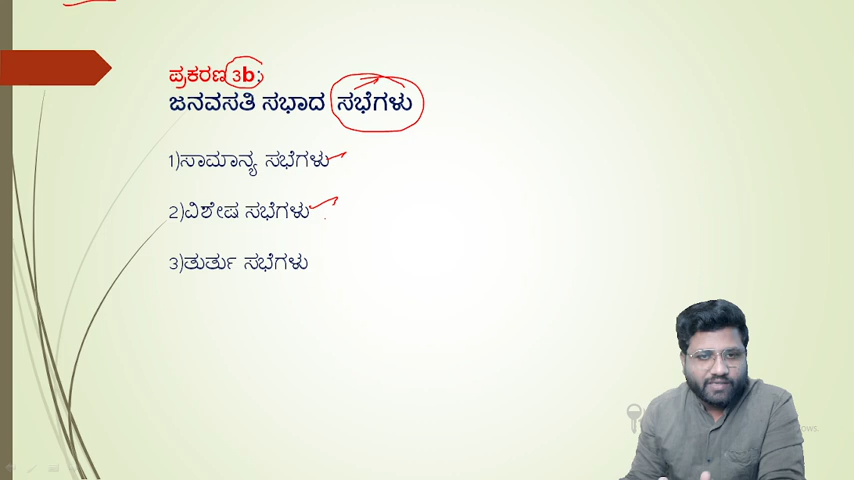 ಪ್ರಕರಣ 3b;
ಜನವಸತಿ ಸಭಾದ ಸಭೆಗಳು
1)ಸಾಮಾನ್ಯ ಸಭೆಗಳು
2)ವಿಶೇಷ ಸಭೆಗಳು
3)ತುರ್ತು ಸಭೆಗಳು